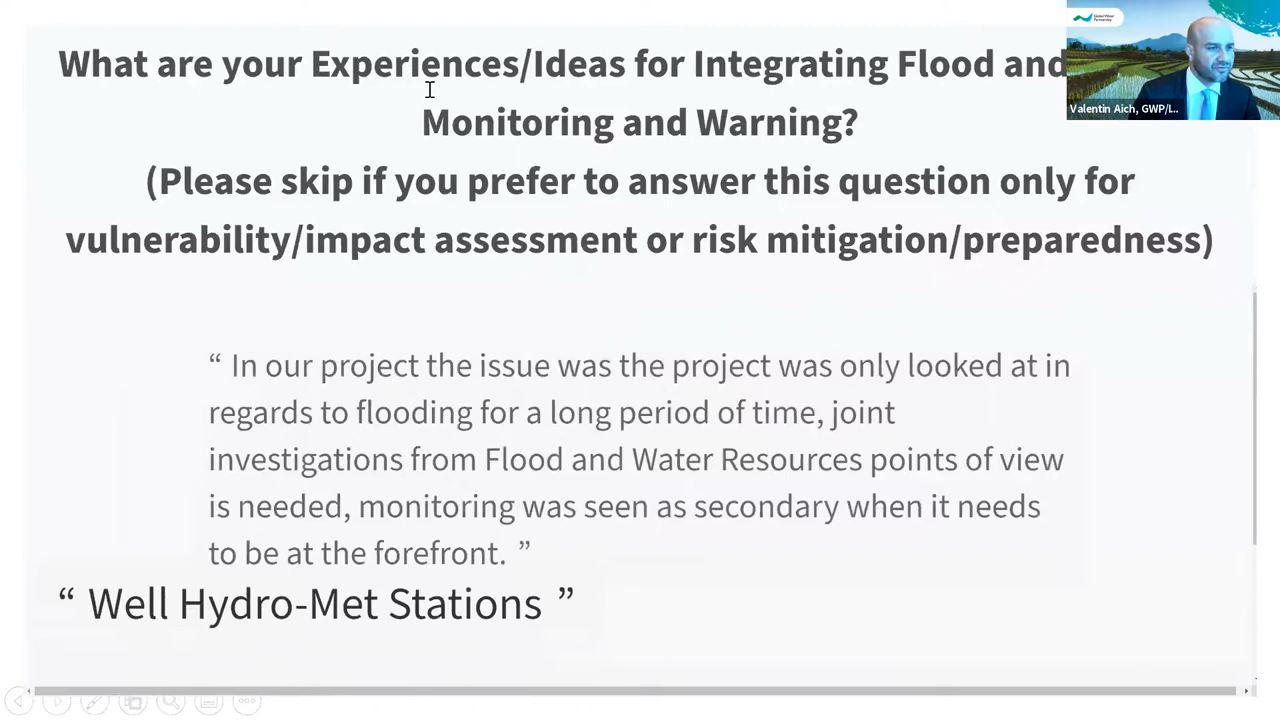 What are your Experiences/Ideas for Integrating Flood and
Monitoring and Warning?
(Please skip if you prefer to answer this question only for
vulnerability/impact assessment or risk mitigation/preparedness)
“ In our project the issue was the project was only looked at in
regards to flooding for a long period of time, joint
investigations from Flood and Water Resources points of view
is needed, monitoring was seen as secondary when it needs
to be at the forefront. ”
“ Well Hydro-Met Stations ”
Global Water
Partnership
Valentin Aich, GWP/I...